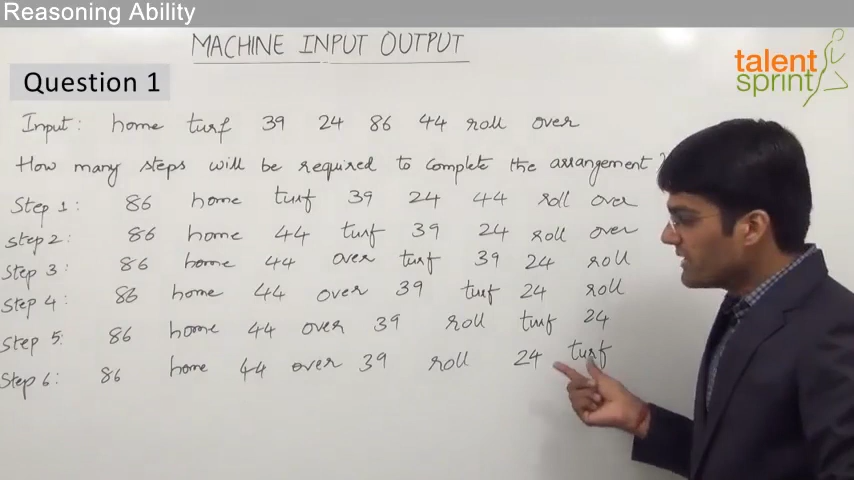 Reasoning Ability
MACHINE INPUT OUTPUT
talent
sprint
Question 1
Input: home turf 39 24 86 44 roll over
How many steps will be required to complete the arrangement?
Step 1: 86 home turf 39 24 44 roll over
Step 2: 86 home 44 turf 39 24 roll over
Step 3: 86 home 44 over turf 39 24 roll
Step 4: 86 home 44 over 39 turf 24 roll
Step 5: 86 home 44 over 39 roll turf 24
Step 6: 86 home 44 over 39 roll 24 turf